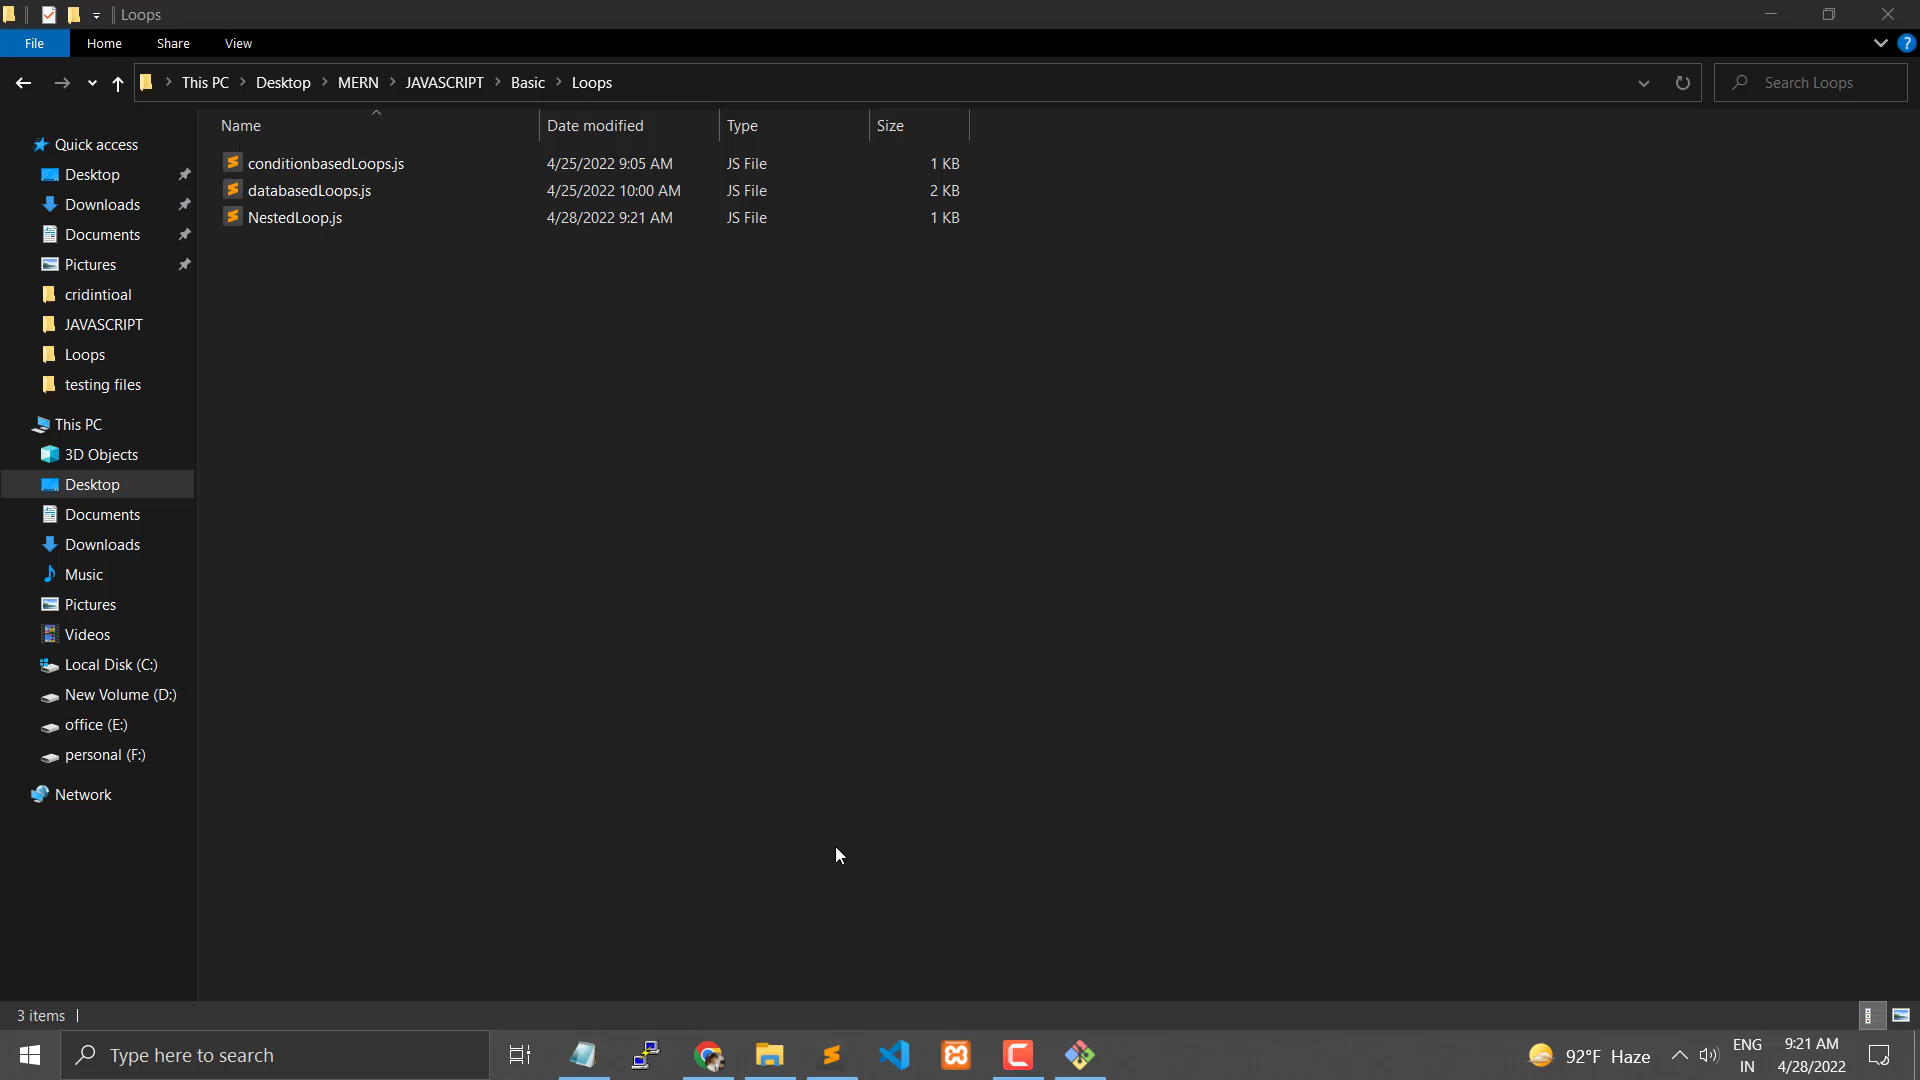 Loops
File Home Share View
This PC Desktop MERN JAVASCRIPT Basic Loops
Search Loops
Name Date modified Type Size
conditionbasedLoops.js 4/25/2022 9:05 AM JS File 1 KB
databasedLoops.js 4/25/2022 10:00 AM JS File 2 KB
NestedLoop.js 4/28/2022 9:21 AM JS File 1 KB
Quick access
Desktop
Downloads
Documents
Pictures
cridintioal
JAVASCRIPT
Loops
testing files
This PC
3D Objects
Desktop
Documents
Downloads
Music
Pictures
Videos
Local Disk (C:)
New Volume (D:)
office (E:)
personal (F:)
Network
3 items
Type here to search
92°F Haze
ENG
IN
9:21 AM
4/28/2022